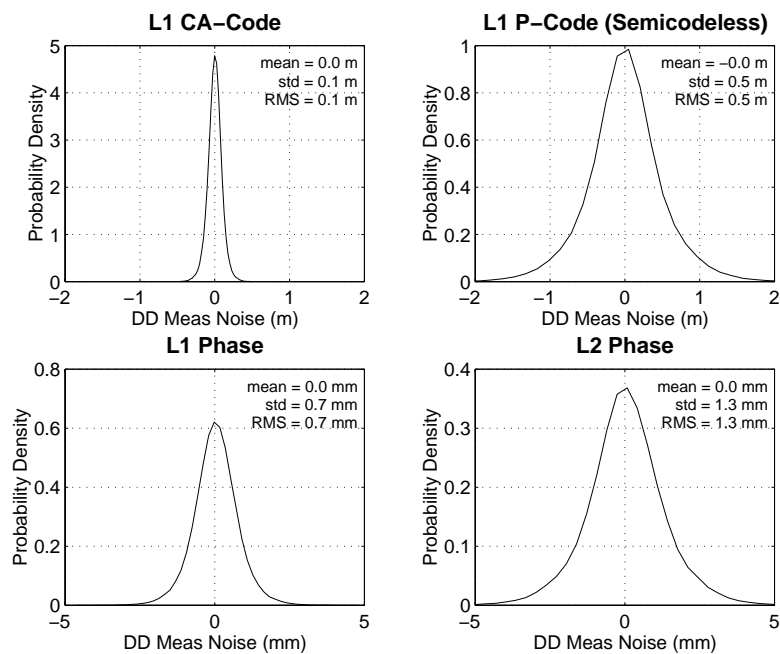 L1 CA−Code
mean = 0.0 m
std = 0.1 m
RMS = 0.1 m
Probability Density
5
4
3
2
1
0
−2
−1
0
1
2
DD Meas Noise (m)
L1 P−Code (Semicodeless)
mean = −0.0 m
std = 0.5 m
RMS = 0.5 m
Probability Density
1
0.8
0.6
0.4
0.2
0
−2
−1
0
1
2
DD Meas Noise (m)
L1 Phase
mean = 0.0 mm
std = 0.7 mm
RMS = 0.7 mm
Probability Density
0.8
0.6
0.4
0.2
0
−5
0
5
DD Meas Noise (mm)
L2 Phase
mean = 0.0 mm
std = 1.3 mm
RMS = 1.3 mm
Probability Density
0.4
0.3
0.2
0.1
0
−5
0
5
DD Meas Noise (mm)